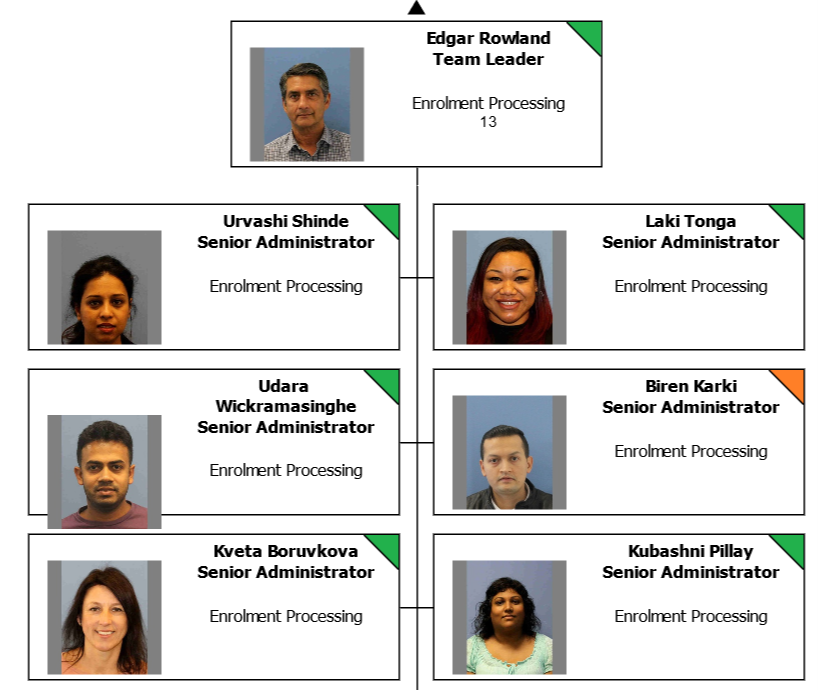 Edgar Rowland
Team Leader
Enrolment Processing
13
Urvashi Shinde
Senior Administrator
Enrolment Processing
Laki Tonga
Senior Administrator
Enrolment Processing
Udara
Wickramasinghe
Senior Administrator
Enrolment Processing
Biren Karki
Senior Administrator
Enrolment Processing
Kveta Boruvkova
Senior Administrator
Enrolment Processing
Kubashni Pillay
Senior Administrator
Enrolment Processing